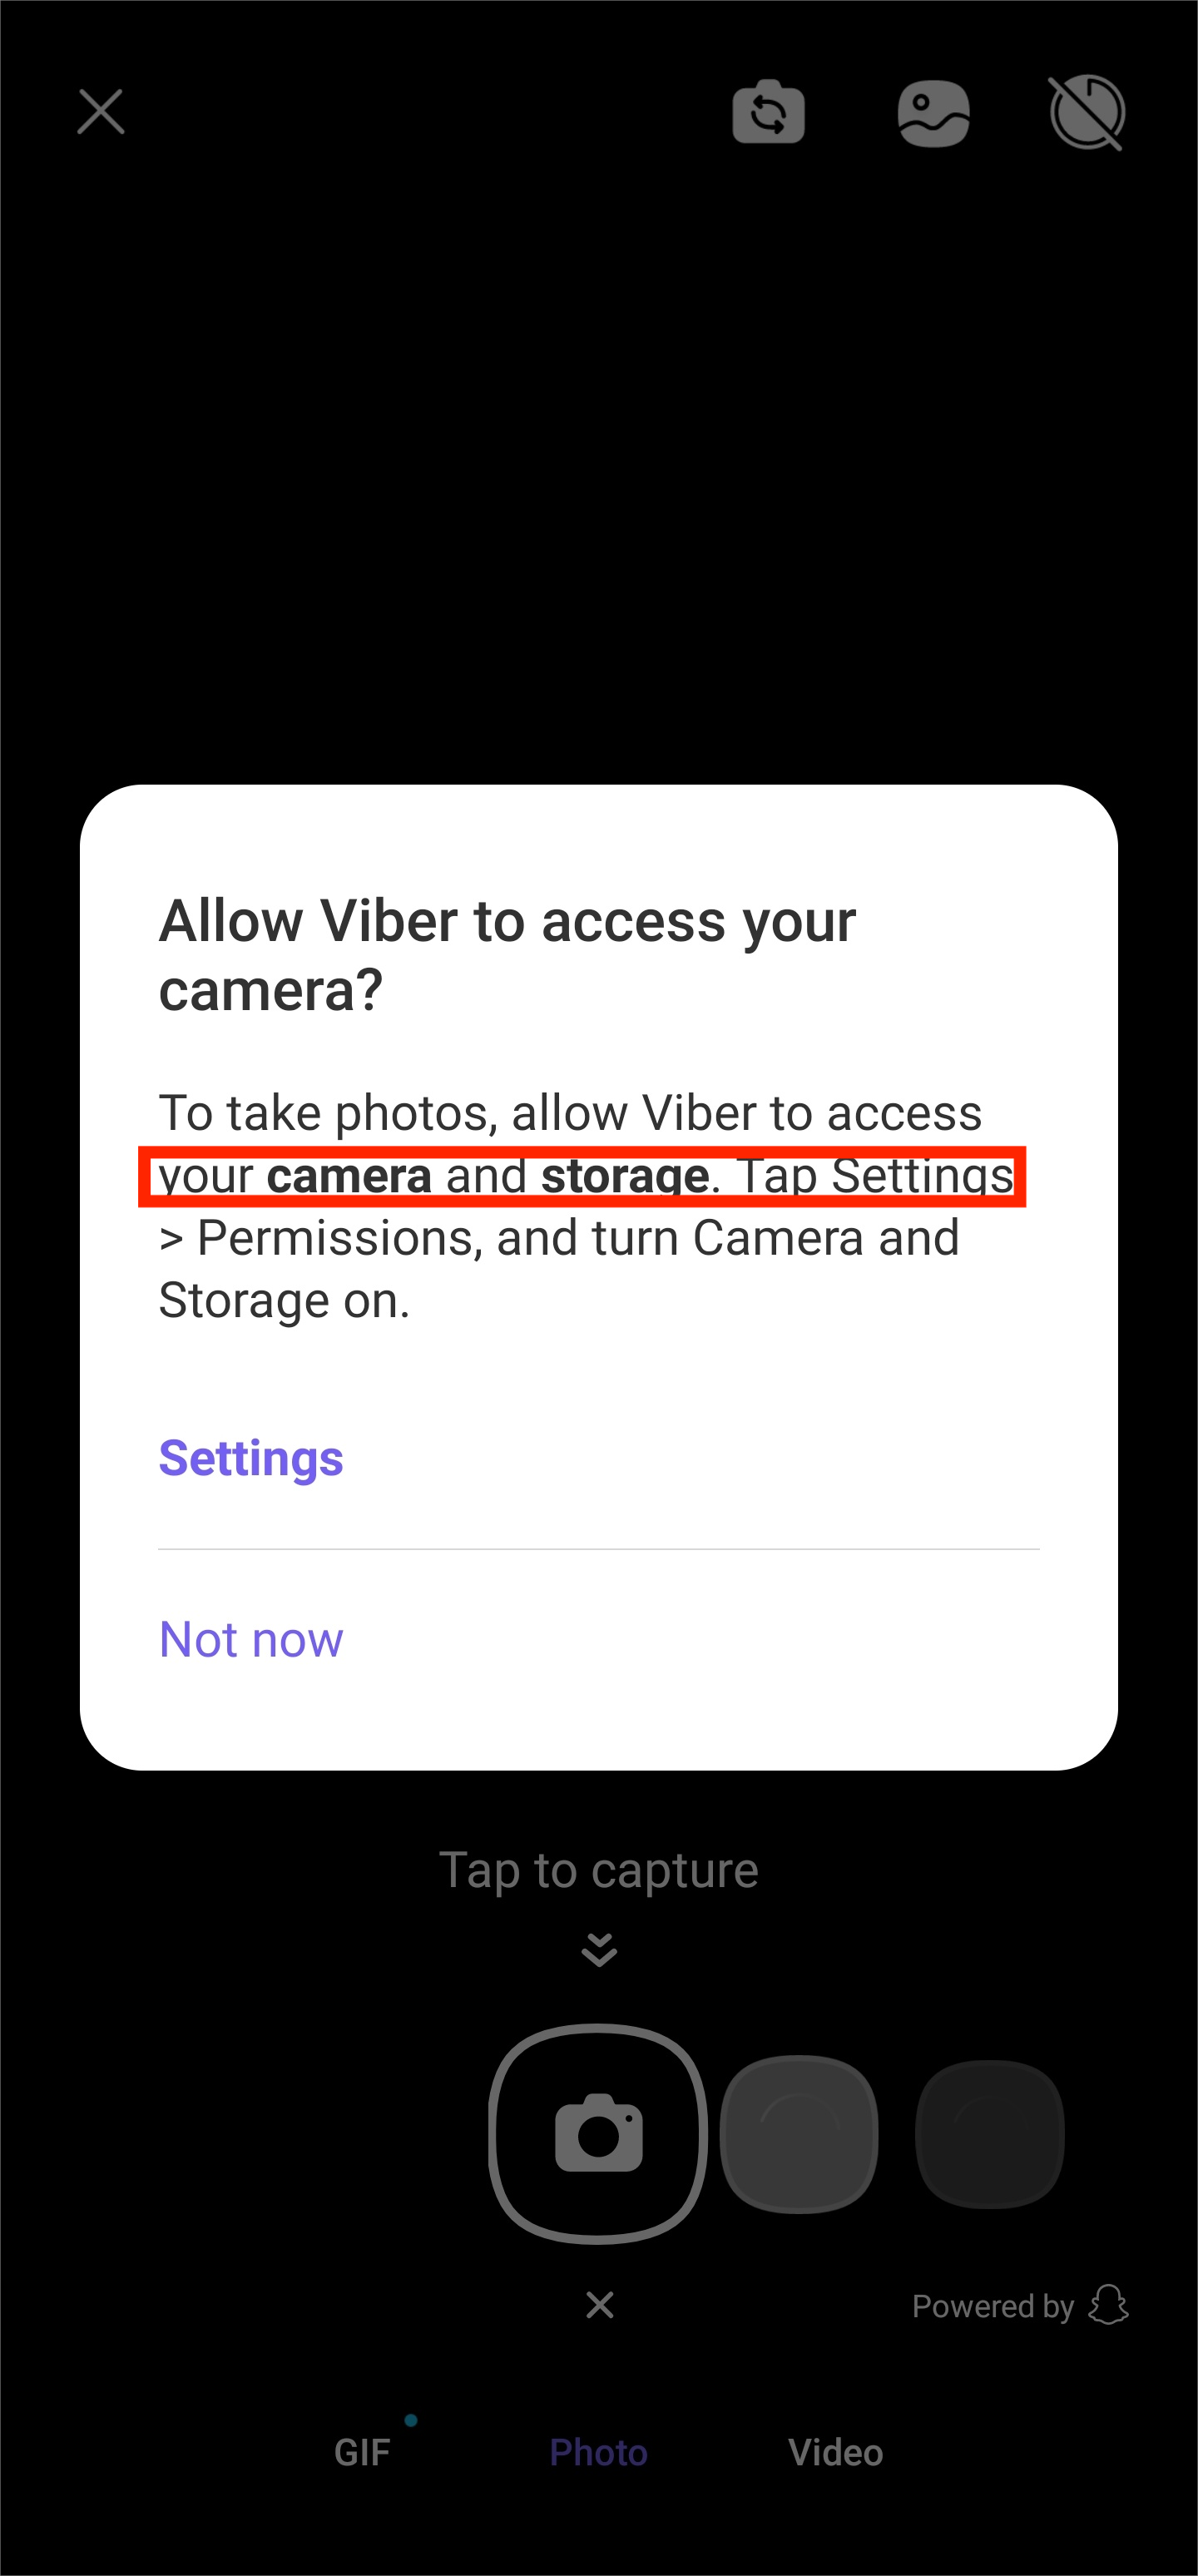 Allow Viber to access your
camera?
To take photos, allow Viber to access
your camera and storage. Tap Settings
> Permissions, and turn Camera and
Storage on.
Settings
Not now
Tap to capture
Powered by
GIF
Photo
Video